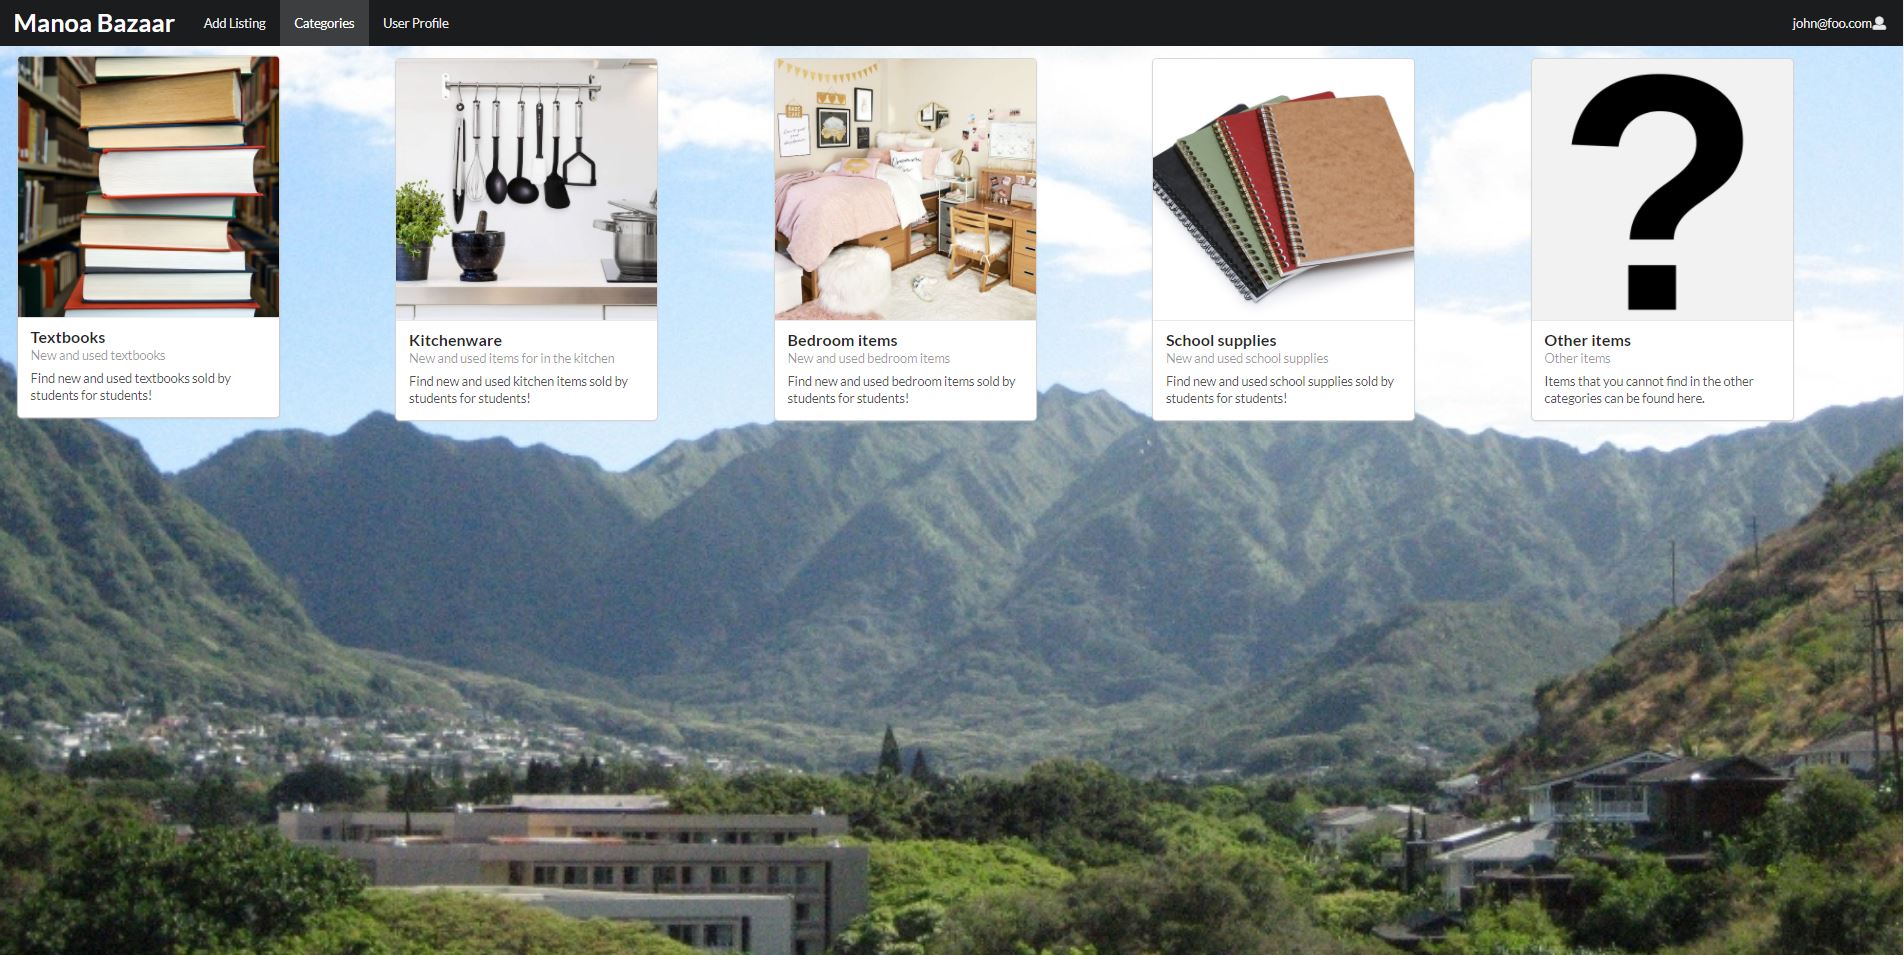 Manoa Bazaar Add Listing Categories User Profile john@foo.com
Textbooks
New and used textbooks
Find new and used textbooks sold by
students for students!
Kitchenware
New and used items for in the kitchen
Find new and used kitchen items sold by
students for students!
Bedroom items
New and used bedroom items
Find new and used bedroom items sold by
students for students!
School supplies
New and used school supplies
Find new and used school supplies sold by
students for students!
?
Other items
Other items
Items that you cannot find in the other
categories can be found here.